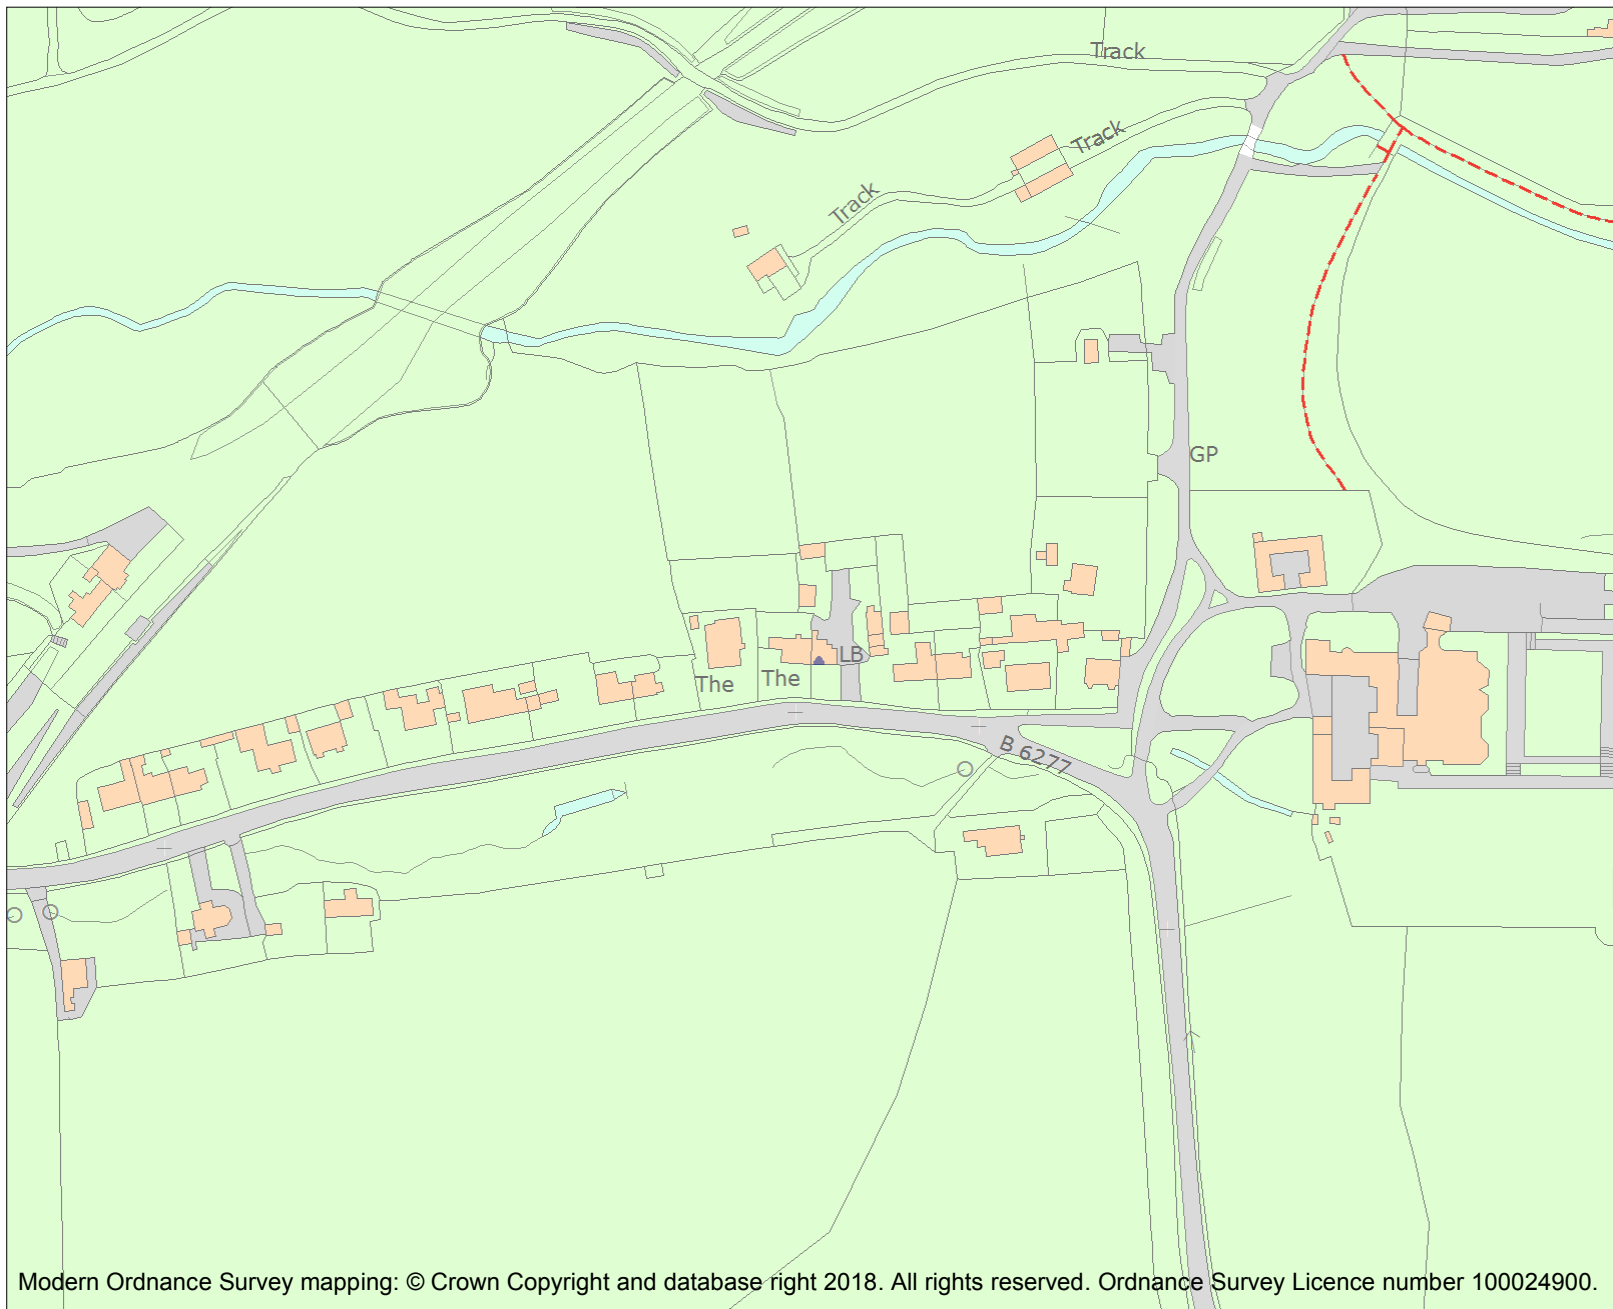 Track
Track
Track
GP
LB
The
The
B 6277
Modern Ordnance Survey mapping: © Crown Copyright and database right 2018. All rights reserved. Ordnance Survey Licence number 100024900.